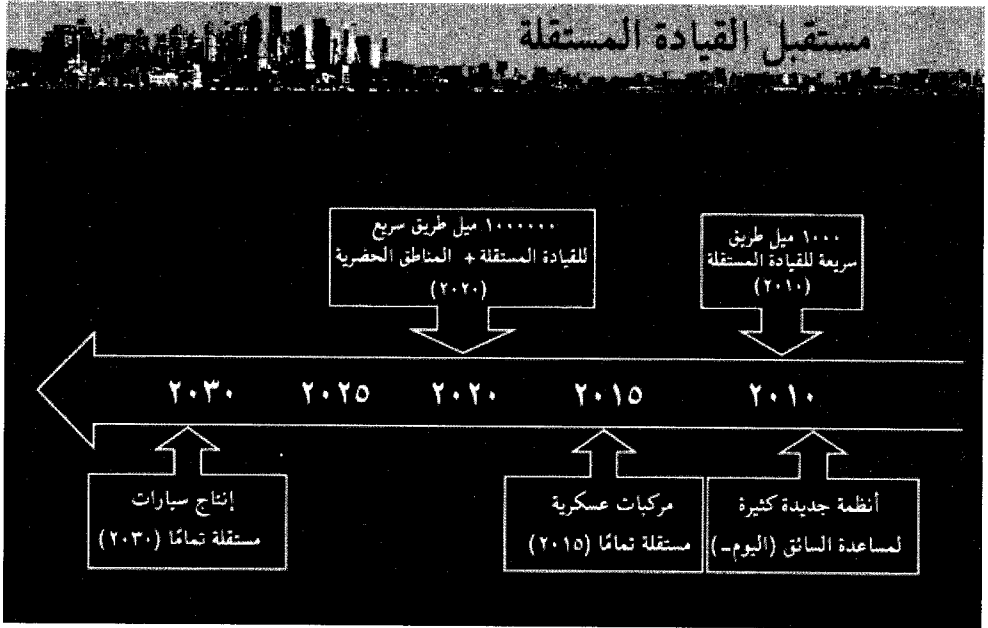 مستقبل القيادة المستقلة
١٠٠٠ ميل طريق
سريعة للقيادة المستقلة
(٢٠١٠)
١٠٠٠٠٠٠ ميل طريق سريع
للقيادة المستقلة + المناطق الحضرية
(٢٠٢٠)
٢٠١٠
٢٠١٥
٢٠٢٠
٢٠٢٥
٢٠٣٠
أنظمة جديدة كثيرة
لمساعدة السائق (اليوم-)
مركبات عسكرية
مستقلة تمامًا (٢٠١٥)
إنتاج سيارات
مستقلة تمامًا (٢٠٣٠)